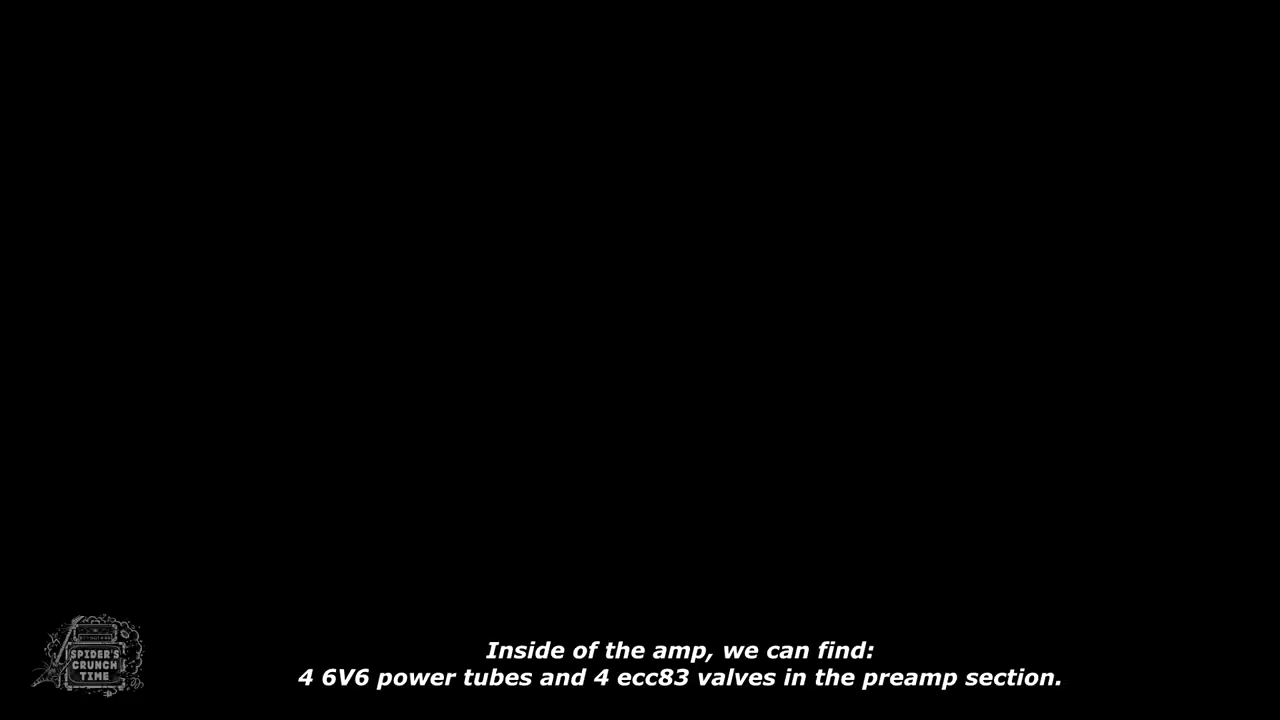 SPIDER'S
CRUNCH
TIME
Inside of the amp, we can find:
4 6V6 power tubes and 4 ecc83 valves in the preamp section.